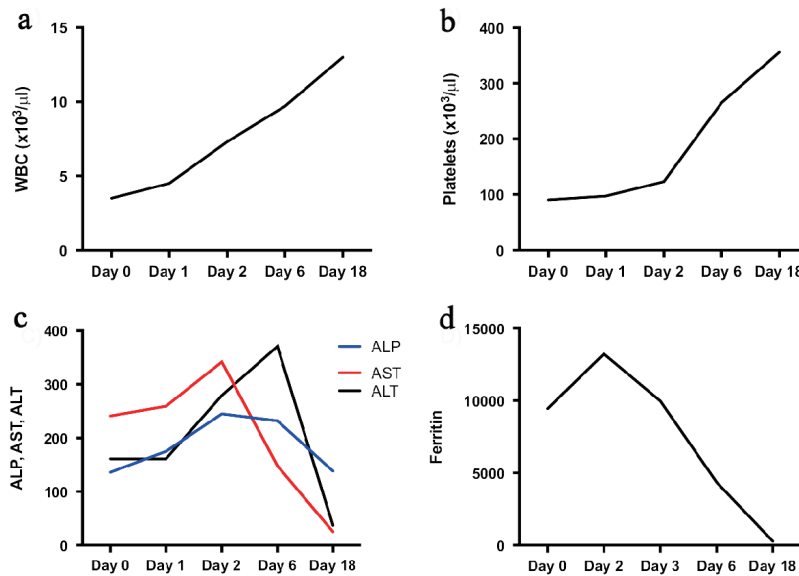 a
WBC (x10³/µl)
15
10
5
0
Day 0 Day 1 Day 2 Day 6 Day 18
b
Platelets (x10³/µl)
400
300
200
100
0
Day 0 Day 1 Day 2 Day 6 Day 18
c
ALP, AST, ALT
400
300
200
100
0
Day 0 Day 1 Day 2 Day 6 Day 18
ALP
AST
ALT
d
Ferritin
15000
10000
5000
0
Day 0 Day 2 Day 3 Day 6 Day 18